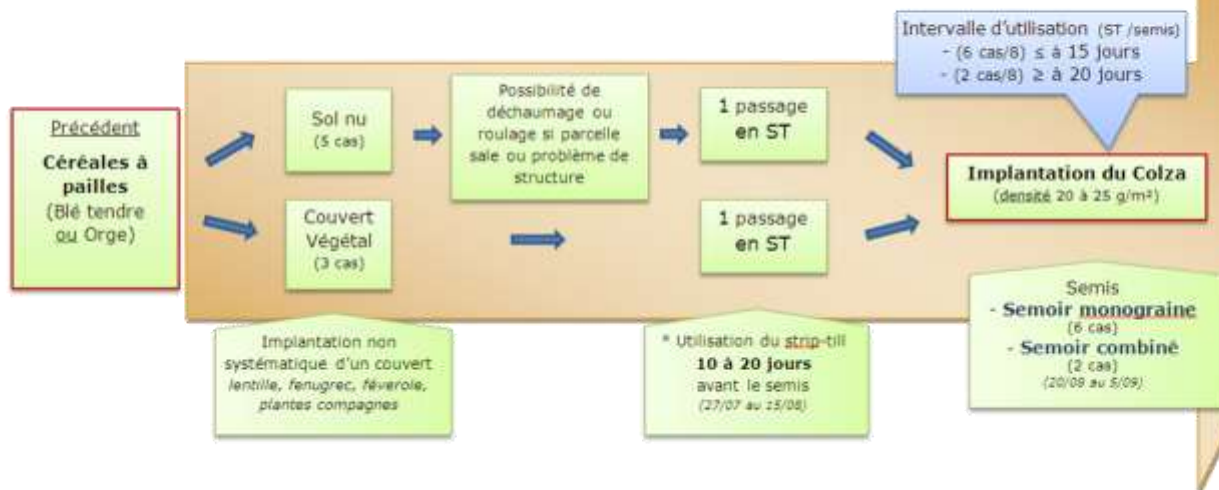 Précédent
Céréales à
pailles
(Blé tendre
ou Orge)
Sol nu
(5 cas)
Couvert
Végétal
(3 cas)
Implantation non
systématique d'un couvert
lentille, fenugrec, féverole,
plantes compagnes
Possibilité de
déchaumage ou
roulage si parcelle
sale ou problème de
structure
1 passage
en ST
1 passage
en ST
* Utilisation du strip-till
10 à 20 jours
avant le semis
(27/07 au 15/08)
Intervalle d'utilisation (ST /semis)
- (6 cas/8) ≤ à 15 jours
- (2 cas/8) ≥ à 20 jours
Implantation du Colza
(densité 20 à 25 g/m²)
Semis
- Semoir monograine
(6 cas)
- Semoir combiné
(2 cas)
(20/08 au 5/09)